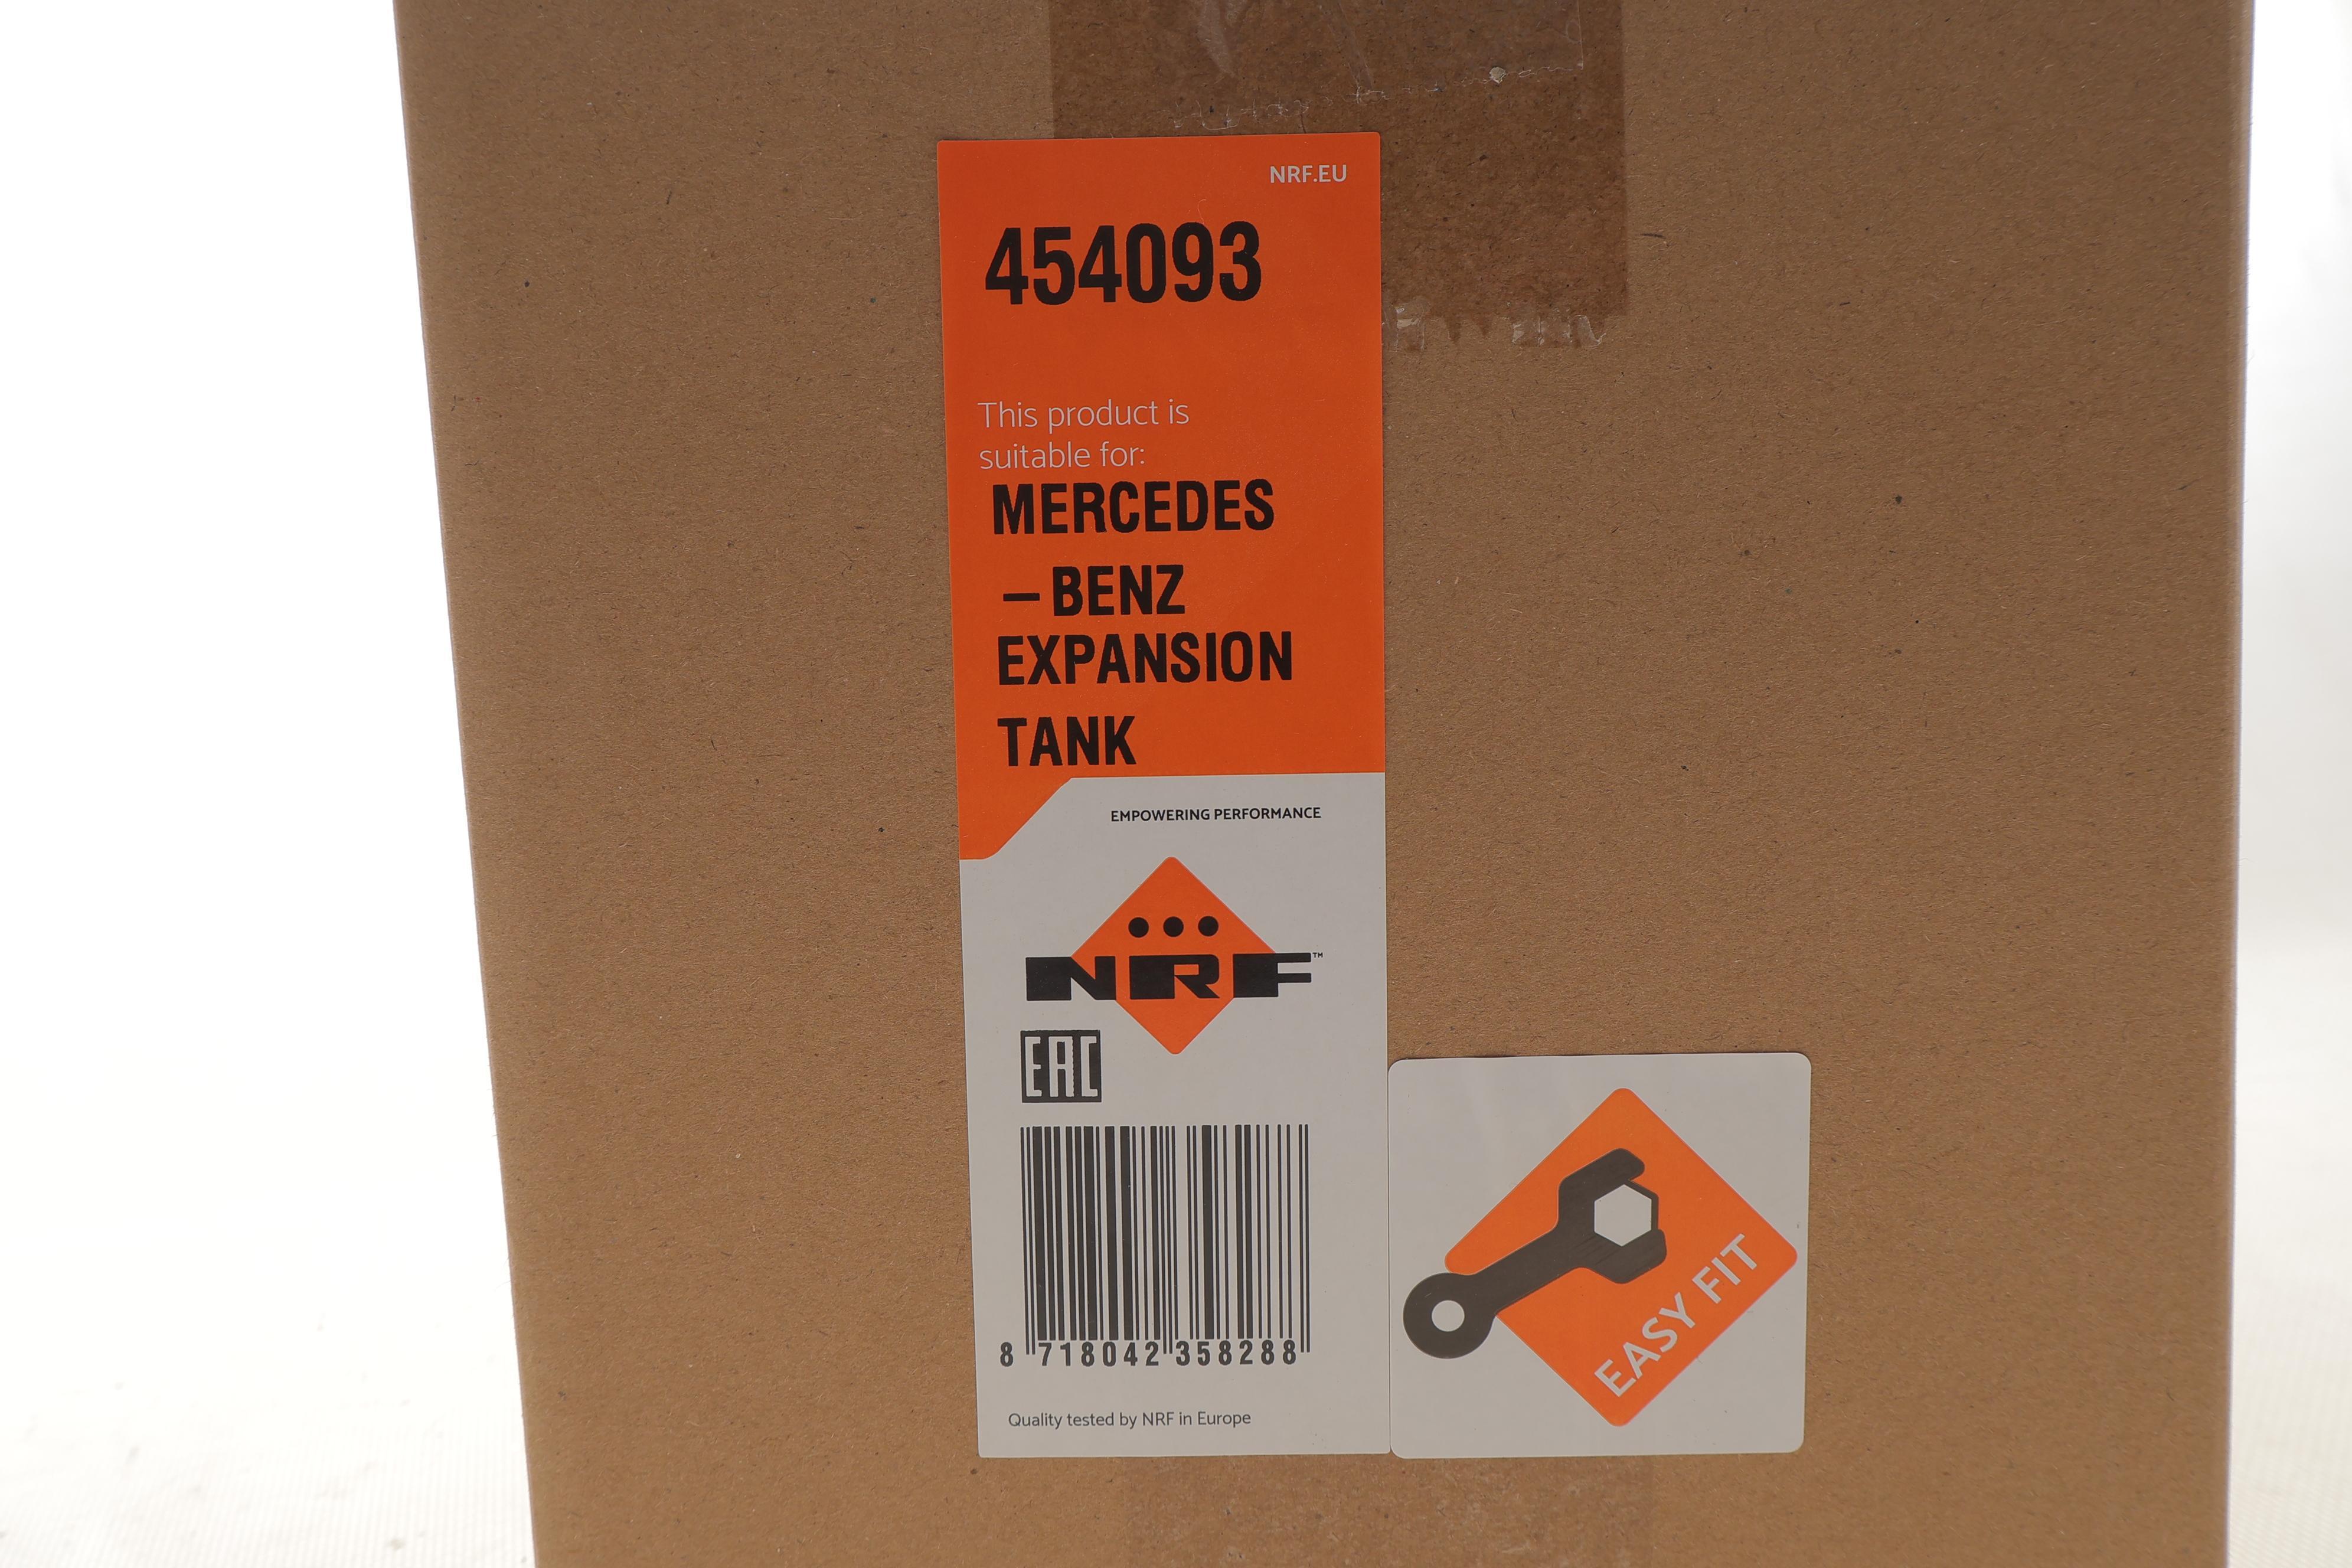 NRF.EU
454093
This product is
suitable for:
MERCEDES
–BENZ
EXPANSION
TANK
EMPOWERING PERFORMANCE
NRF™
EAC
8 718042 358288
Quality tested by NRF in Europe
EASY FIT